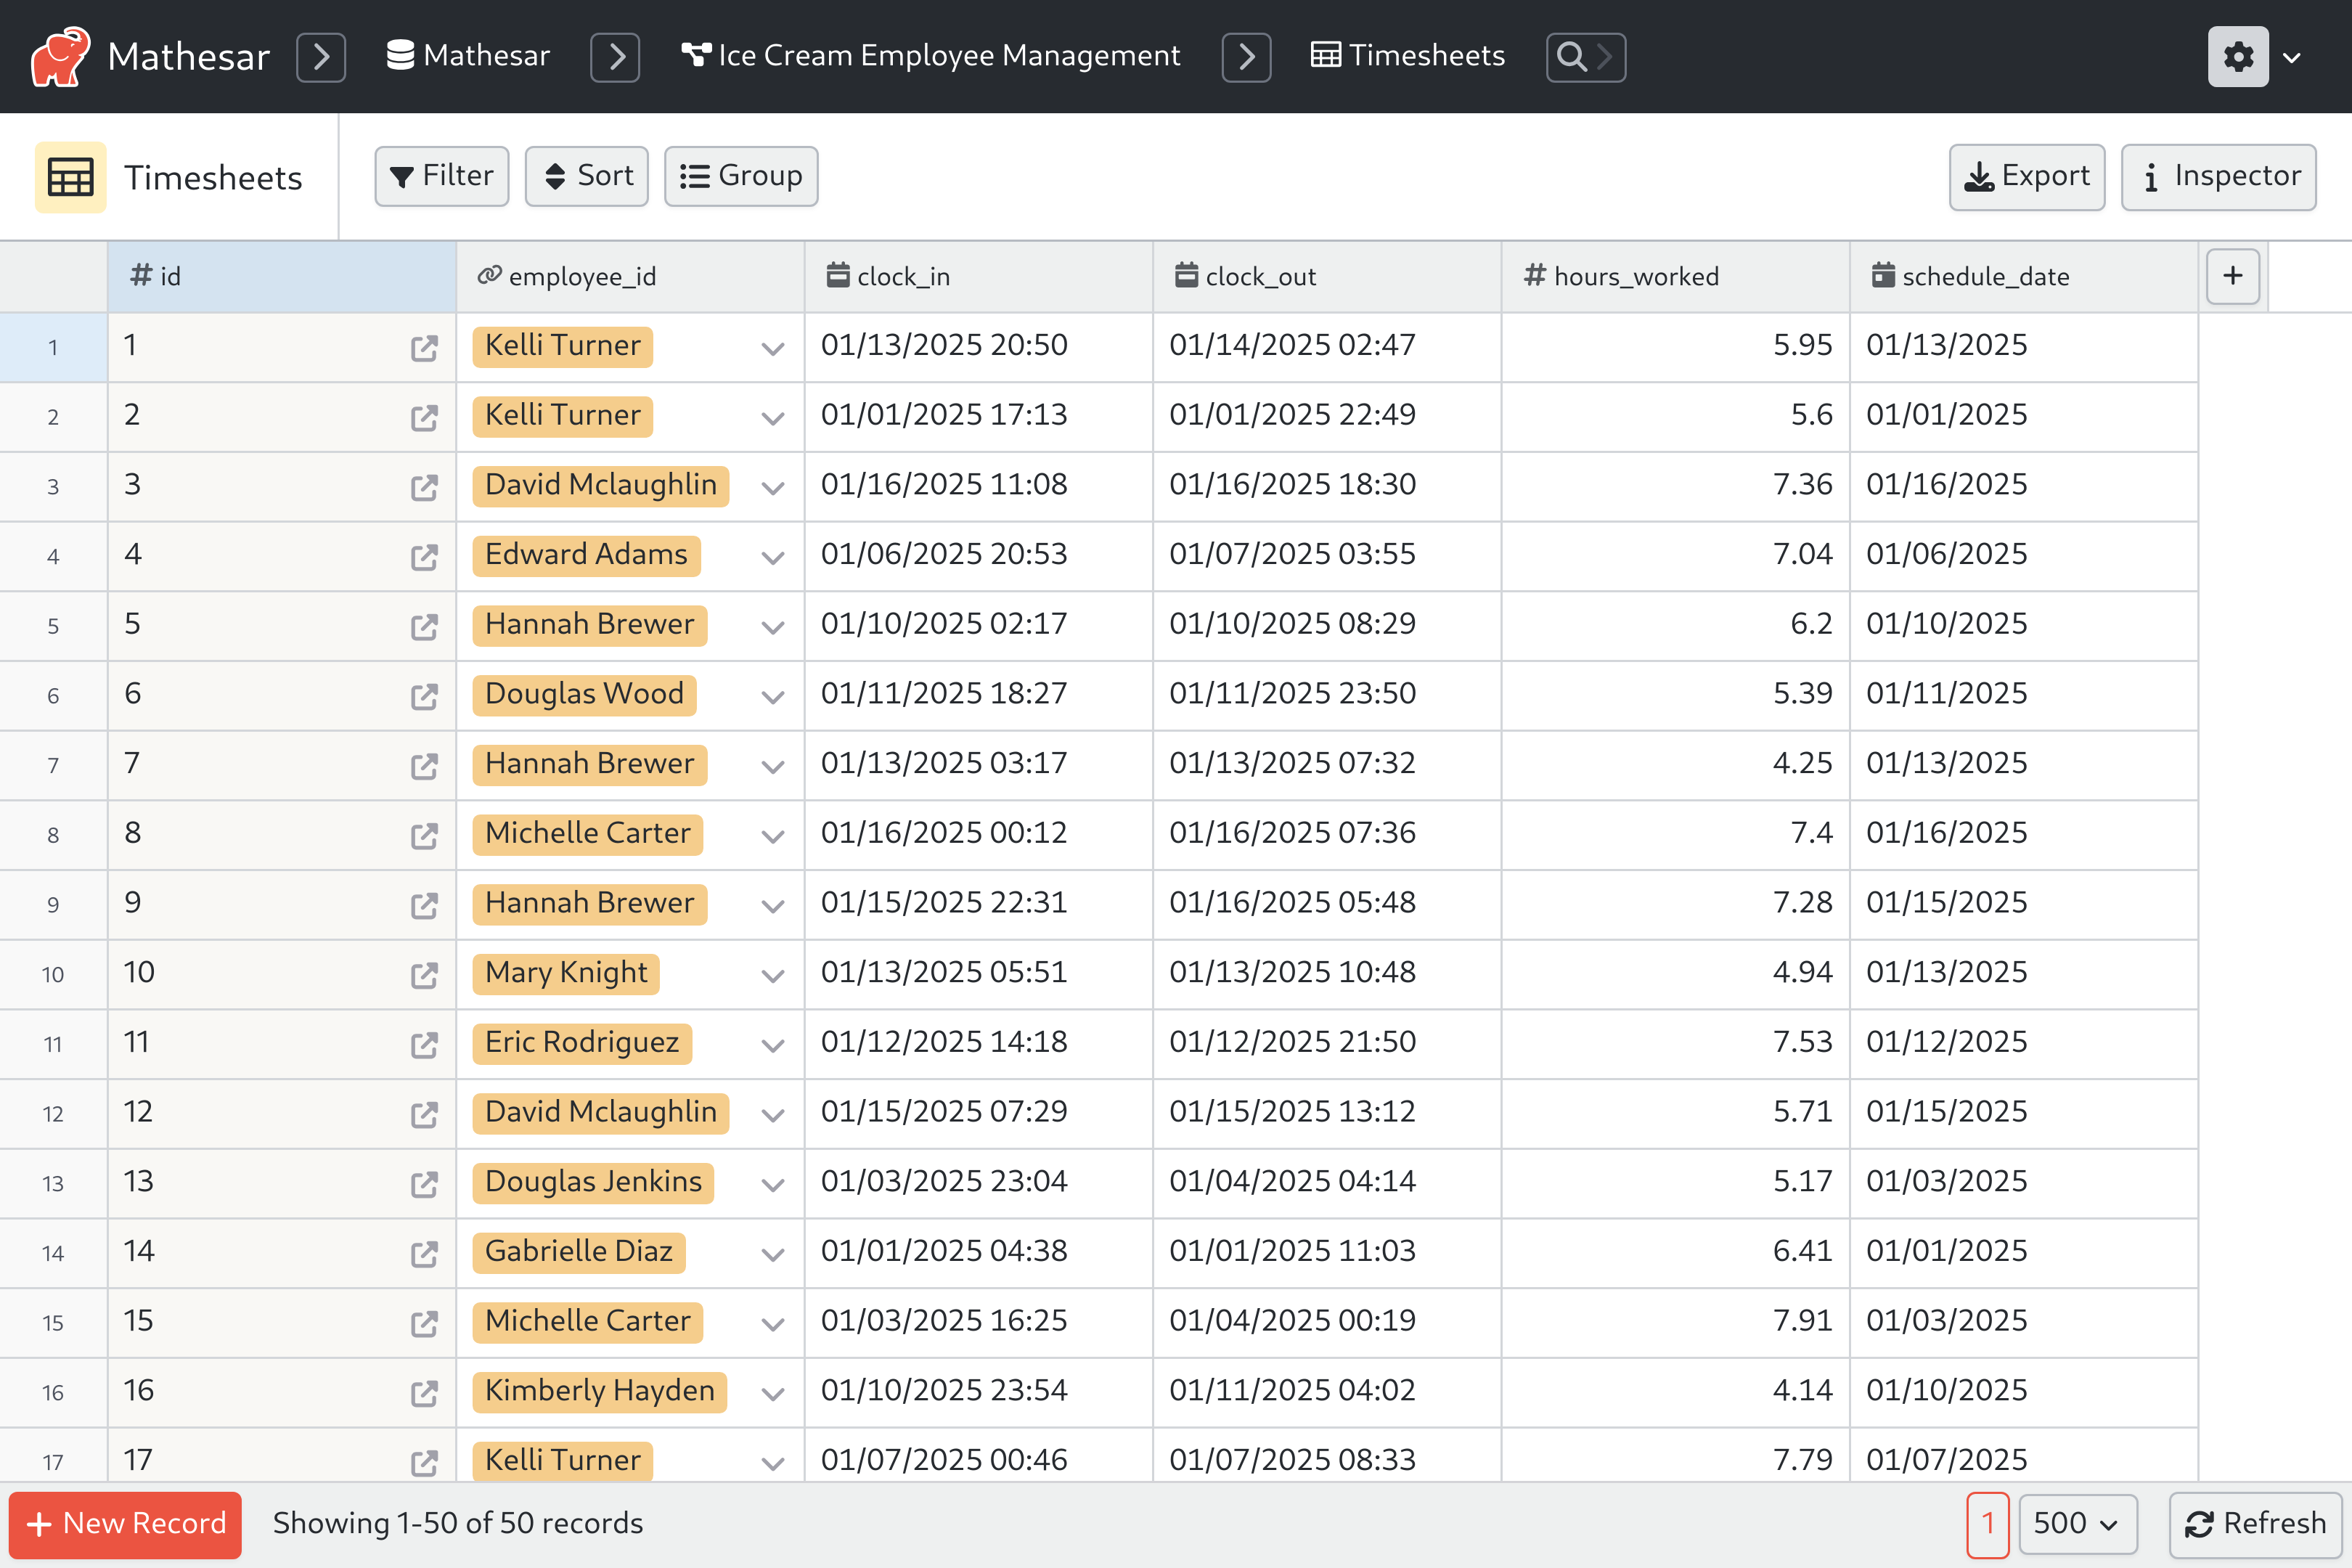 Mathesar Mathesar Ice Cream Employee Management Timesheets
Timesheets Filter Sort Group Export Inspector
id employee_id clock_in clock_out hours_worked schedule_date
1 1 Kelli Turner 01/13/2025 20:50 01/14/2025 02:47 5.95 01/13/2025
2 2 Kelli Turner 01/01/2025 17:13 01/01/2025 22:49 5.6 01/01/2025
3 3 David Mclaughlin 01/16/2025 11:08 01/16/2025 18:30 7.36 01/16/2025
4 4 Edward Adams 01/06/2025 20:53 01/07/2025 03:55 7.04 01/06/2025
5 5 Hannah Brewer 01/10/2025 02:17 01/10/2025 08:29 6.2 01/10/2025
6 6 Douglas Wood 01/11/2025 18:27 01/11/2025 23:50 5.39 01/11/2025
7 7 Hannah Brewer 01/13/2025 03:17 01/13/2025 07:32 4.25 01/13/2025
8 8 Michelle Carter 01/16/2025 00:12 01/16/2025 07:36 7.4 01/16/2025
9 9 Hannah Brewer 01/15/2025 22:31 01/16/2025 05:48 7.28 01/15/2025
10 10 Mary Knight 01/13/2025 05:51 01/13/2025 10:48 4.94 01/13/2025
11 11 Eric Rodriguez 01/12/2025 14:18 01/12/2025 21:50 7.53 01/12/2025
12 12 David Mclaughlin 01/15/2025 07:29 01/15/2025 13:12 5.71 01/15/2025
13 13 Douglas Jenkins 01/03/2025 23:04 01/04/2025 04:14 5.17 01/03/2025
14 14 Gabrielle Diaz 01/01/2025 04:38 01/01/2025 11:03 6.41 01/01/2025
15 15 Michelle Carter 01/03/2025 16:25 01/04/2025 00:19 7.91 01/03/2025
16 16 Kimberly Hayden 01/10/2025 23:54 01/11/2025 04:02 4.14 01/10/2025
17 17 Kelli Turner 01/07/2025 00:46 01/07/2025 08:33 7.79 01/07/2025
New Record Showing 1-50 of 50 records 1 500 Refresh